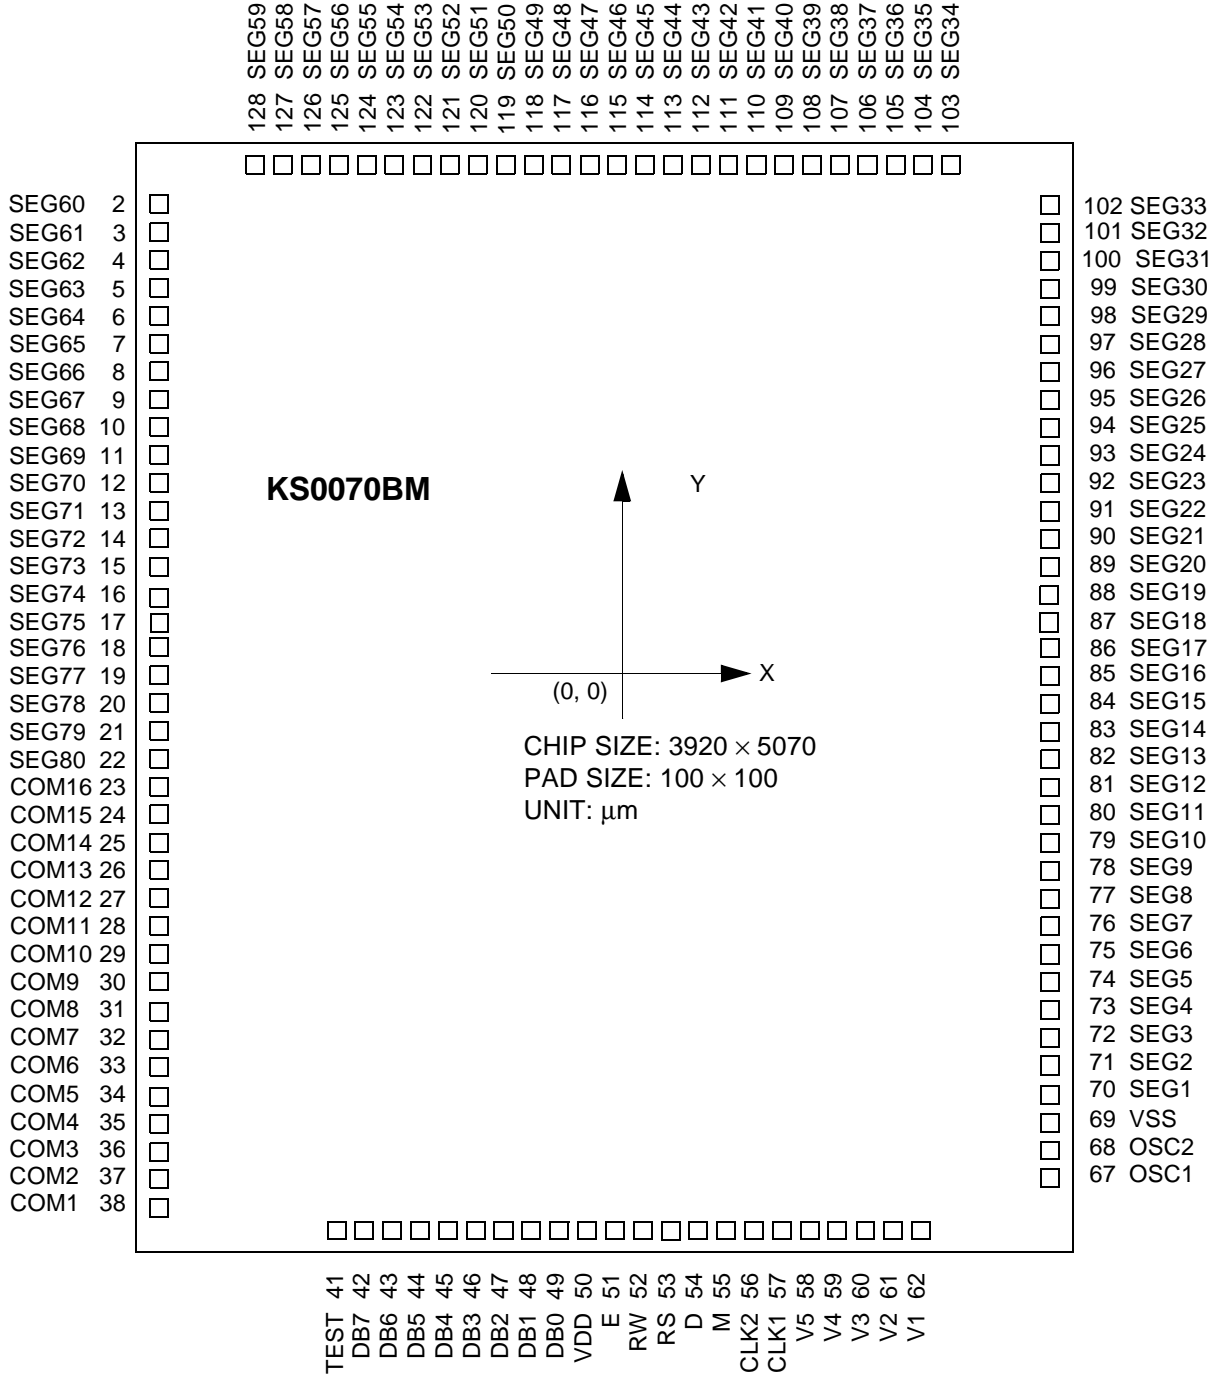 128 SEG59
127 SEG58
126 SEG57
125 SEG56
124 SEG55
123 SEG54
122 SEG53
121 SEG52
120 SEG51
119 SEG50
118 SEG49
117 SEG48
116 SEG47
115 SEG46
114 SEG45
113 SEG44
112 SEG43
111 SEG42
110 SEG41
109 SEG40
108 SEG39
107 SEG38
106 SEG37
105 SEG36
104 SEG35
103 SEG34
SEG60 2
SEG61 3
SEG62 4
SEG63 5
SEG64 6
SEG65 7
SEG66 8
SEG67 9
SEG68 10
SEG69 11
SEG70 12
SEG71 13
SEG72 14
SEG73 15
SEG74 16
SEG75 17
SEG76 18
SEG77 19
SEG78 20
SEG79 21
SEG80 22
COM16 23
COM15 24
COM14 25
COM13 26
COM12 27
COM11 28
COM10 29
COM9 30
COM8 31
COM7 32
COM6 33
COM5 34
COM4 35
COM3 36
COM2 37
COM1 38
KS0070BM
Y
X
(0, 0)
CHIP SIZE: 3920 × 5070
PAD SIZE: 100 × 100
UNIT: μm
102 SEG33
101 SEG32
100 SEG31
99 SEG30
98 SEG29
97 SEG28
96 SEG27
95 SEG26
94 SEG25
93 SEG24
92 SEG23
91 SEG22
90 SEG21
89 SEG20
88 SEG19
87 SEG18
86 SEG17
85 SEG16
84 SEG15
83 SEG14
82 SEG13
81 SEG12
80 SEG11
79 SEG10
78 SEG9
77 SEG8
76 SEG7
75 SEG6
74 SEG5
73 SEG4
72 SEG3
71 SEG2
70 SEG1
69 VSS
68 OSC2
67 OSC1
TEST 41
DB7 42
DB6 43
DB5 44
DB4 45
DB3 46
DB2 47
DB1 48
DB0 49
VDD 50
E 51
RW 52
RS 53
D 54
M 55
CLK2 56
CLK1 57
V5 58
V4 59
V3 60
V2 61
V1 62